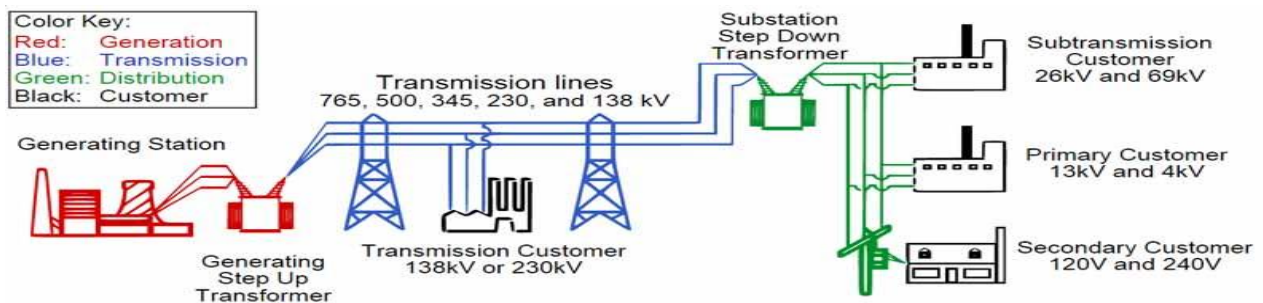 Color Key:
Red: Generation
Blue: Transmission
Green: Distribution
Black: Customer
Generating Station
Generating
Step Up
Transformer
Transmission lines
765, 500, 345, 230, and 138 kV
Transmission Customer
138kV or 230kV
Substation
Step Down
Transformer
Subtransmission
Customer
26kV and 69kV
Primary Customer
13kV and 4kV
Secondary Customer
120V and 240V